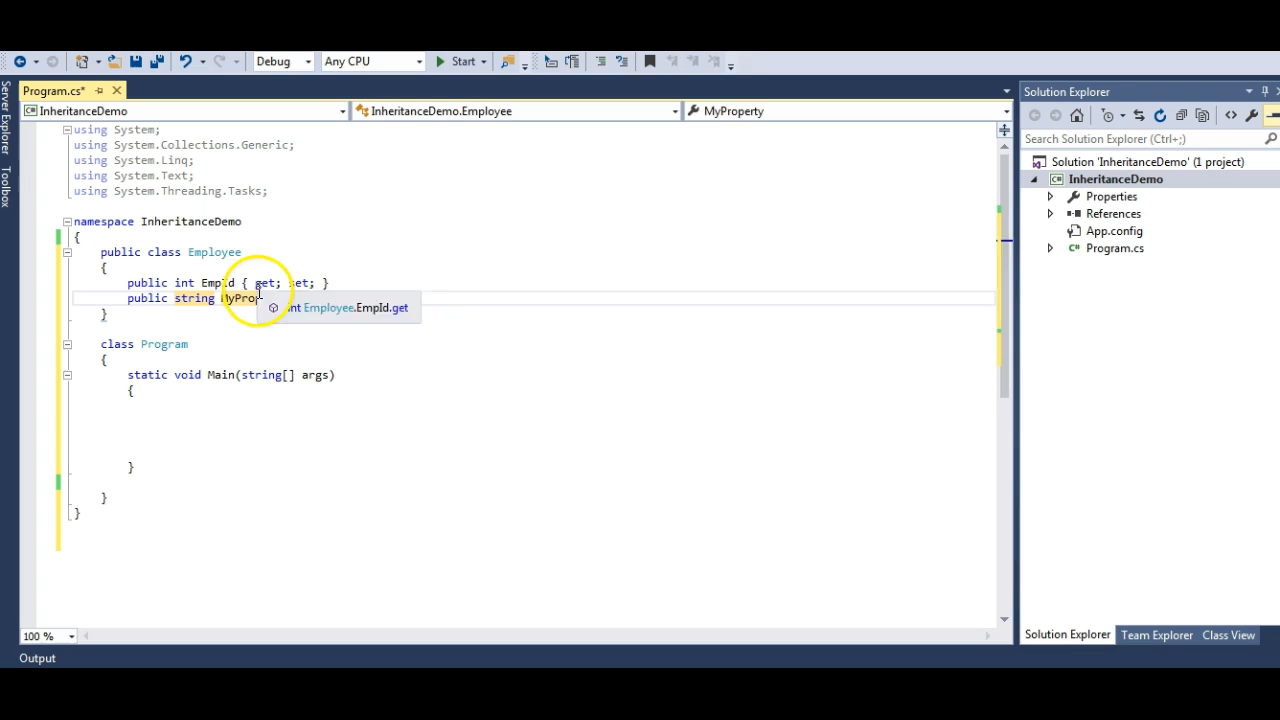 Debug
Any CPU
Start
Program.cs*
InheritanceDemo
InheritanceDemo.Employee
MyProperty
Server Explorer
Toolbox
using System;
using System.Collections.Generic;
using System.Linq;
using System.Text;
using System.Threading.Tasks;
namespace InheritanceDemo
{
public class Employee
{
public int EmpId { get; set; }
public string MyProp
int Employee.EmpId.get
}
class Program
{
static void Main(string[] args)
{
}
}
}
100 %
Output
Solution Explorer
Search Solution Explorer (Ctrl+;)
Solution 'InheritanceDemo' (1 project)
InheritanceDemo
Properties
References
App.config
Program.cs
Solution Explorer
Team Explorer
Class View